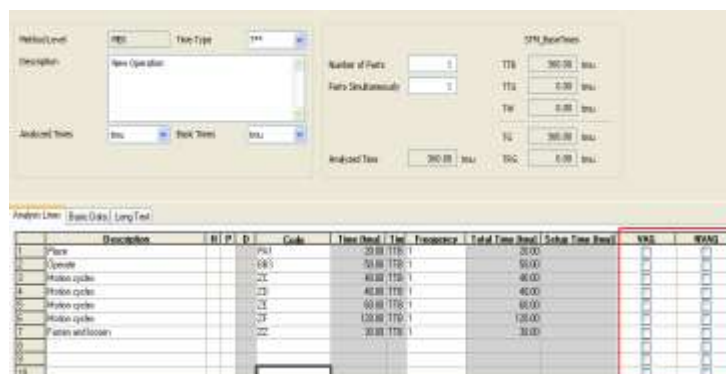 Method Level MEK Time Type T**
Description New Operation
Analyzed Times tmu Basic Times tmu
Number of Parts 1
Parts Simultaneously 1
Analyzed Time 360.00 tmu
STM_BaseTimes
TTB 360.00 tmu
TTG 0.00 tmu
TW 0.00 tmu
TG 360.00 tmu
TRG 0.00 tmu
Analysis Lines Basic Data Long Text
Description N P D Code Time [tmu] Frequency Total Time [tmu] Setup Time [tmu] VAG NVAG
1 Place 20.00 TTB 1 20.00
2 Operate 50.00 TTB 1 50.00
3 Motion cycles 40.00 TTB 1 40.00
4 Motion cycles 40.00 TTB 1 40.00
5 Motion cycles 60.00 TTB 1 60.00
6 Motion cycles 120.00 TTB 1 120.00
7 Fasten and loosen ZZ 30.00 TTB 1 30.00
8
9
10